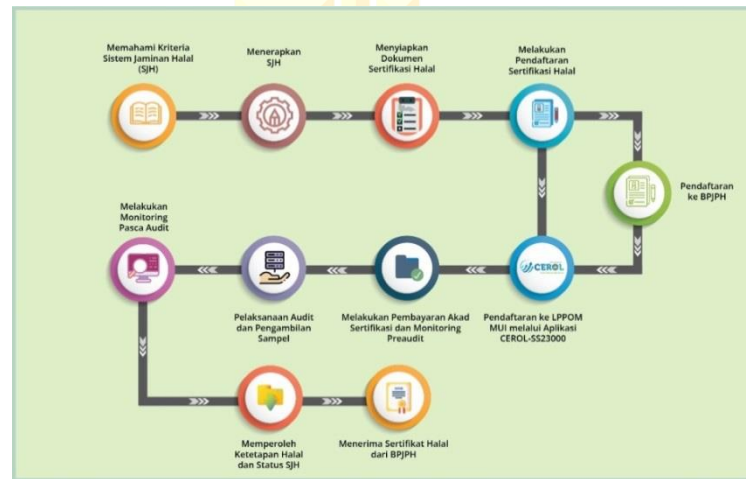 Memahami Kriteria
Sistem Jaminan Halal
(SJH)
Menerapkan
SJH
Menyiapkan
Dokumen
Sertifikasi Halal
Melakukan
Pendaftaran
Sertifikasi Halal
Pendaftaran
ke BPJPH
Melakukan
Monitoring
Pasca Audit
CEROL
Pelaksanaan Audit
dan Pengambilan
Sampel
Melakukan Pembayaran Akad
Sertifikasi dan Monitoring
Preaudit
Pendaftaran ke LPPOM
MUI melalui Aplikasi
CEROL-SS23000
Memperoleh
Ketetapan Halal
dan Status SJH
Menerima Sertifikat Halal
dari BPJPH